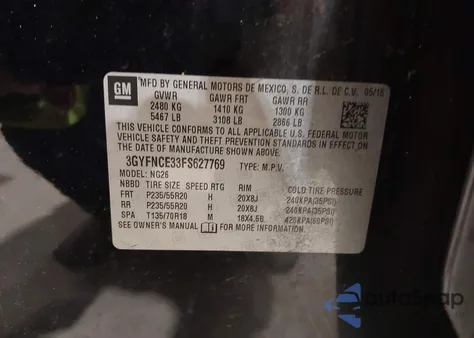 GM
MFD BY GENERAL MOTORS DE MEXICO, S. DE R.L. DE C.V. 05/15
GVWR GAWR FRT GAWR RR
2480 KG 1410 KG 1300 KG
5467 LB 3108 LB 2866 LB
THIS VEHICLE CONFORMS TO ALL APPLICABLE U.S. FEDERAL MOTOR
VEHICLE SAFETY AND THEFT PREVENTION STANDARDS IN EFFECT ON
THE DATE OF MANUFACTURE SHOWN ABOVE.
3GYFNCE33FS627769 TYPE: M.P.V.
MODEL: NG26
NBBD TIRE SIZE SPEED RTG RIM COLD TIRE PRESSURE
FRT P235/55R20 H 20X8J 240KPA(35PSI)
RR P235/55R20 H 20X8J 240KPA(35PSI)
SPA T135/70R18 M 18X4.5B 420KPA(60PSI)
SEE OWNER'S MANUAL FOR MORE INFORMATION.
AutoSnap